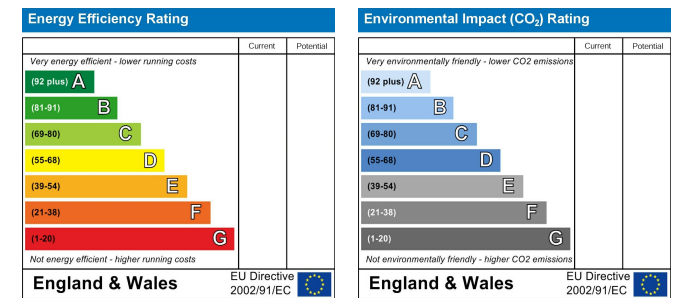 Energy Efficiency Rating
Current Potential
Very energy efficient - lower running costs
(92 plus) A
(81-91) B
(69-80) C
(55-68) D
(39-54) E
(21-38) F
(1-20) G
Not energy efficient - higher running costs
England & Wales
EU Directive
2002/91/EC
Environmental Impact (CO₂) Rating
Current Potential
Very environmentally friendly - lower CO2 emissions
(92 plus) A
(81-91) B
(69-80) C
(55-68) D
(39-54) E
(21-38) F
(1-20) G
Not environmentally friendly - higher CO2 emissions
England & Wales
EU Directive
2002/91/EC